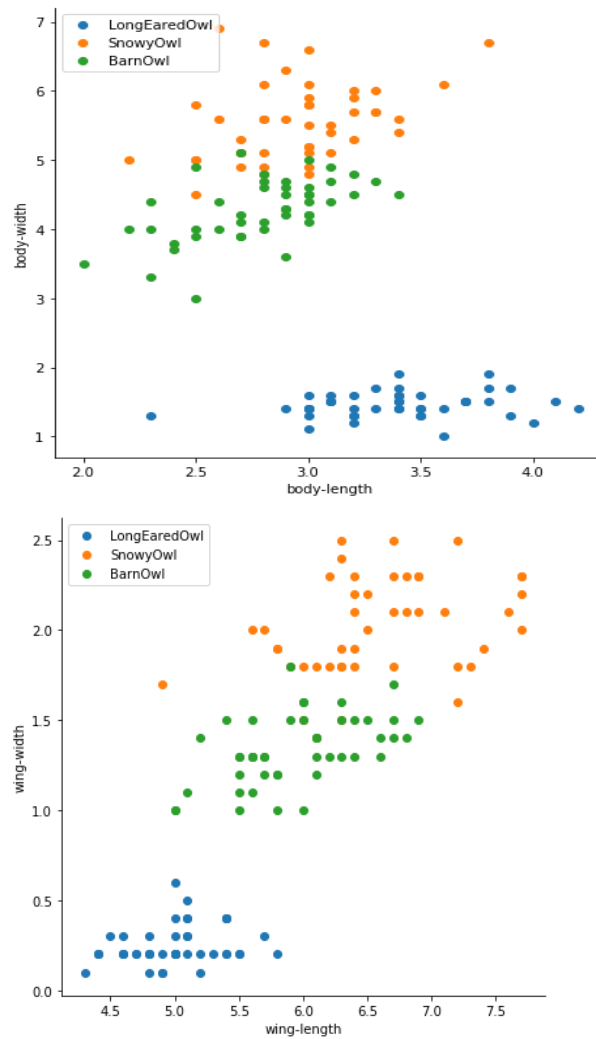 7
LongEaredOwl
SnowyOwl
BarnOwl
6
5
4
3
2
1
body-width
2.0 2.5 3.0 3.5 4.0
body-length
2.5
LongEaredOwl
SnowyOwl
BarnOwl
2.0
1.5
1.0
0.5
0.0
wing-width
4.5 5.0 5.5 6.0 6.5 7.0 7.5
wing-length